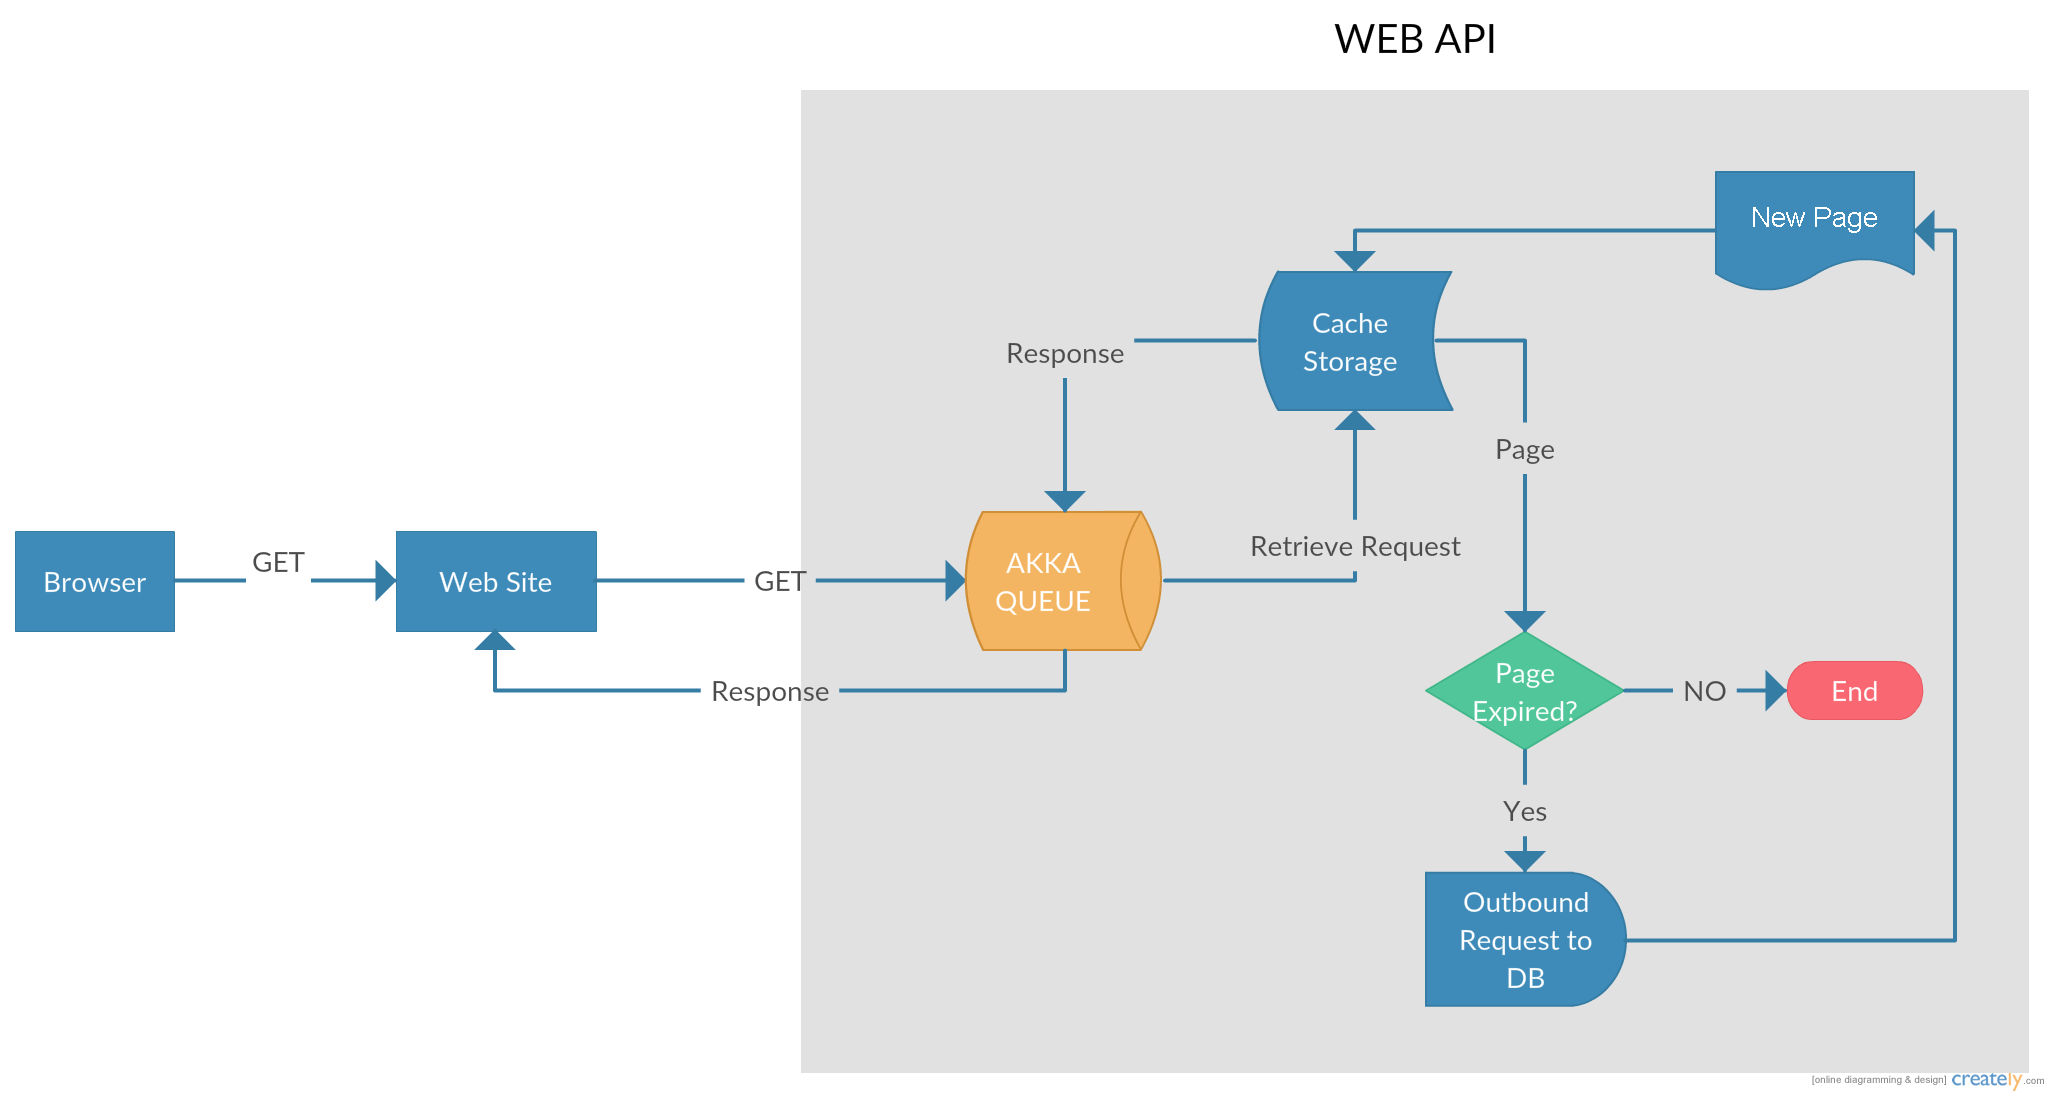 WEB API
New Page
Cache
Storage
Response
Page
Browser
GET
Web Site
GET
AKKA
QUEUE
Retrieve Request
Response
Page
Expired?
NO
End
Yes
Outbound
Request to
DB
[online diagramming & design] creately.com